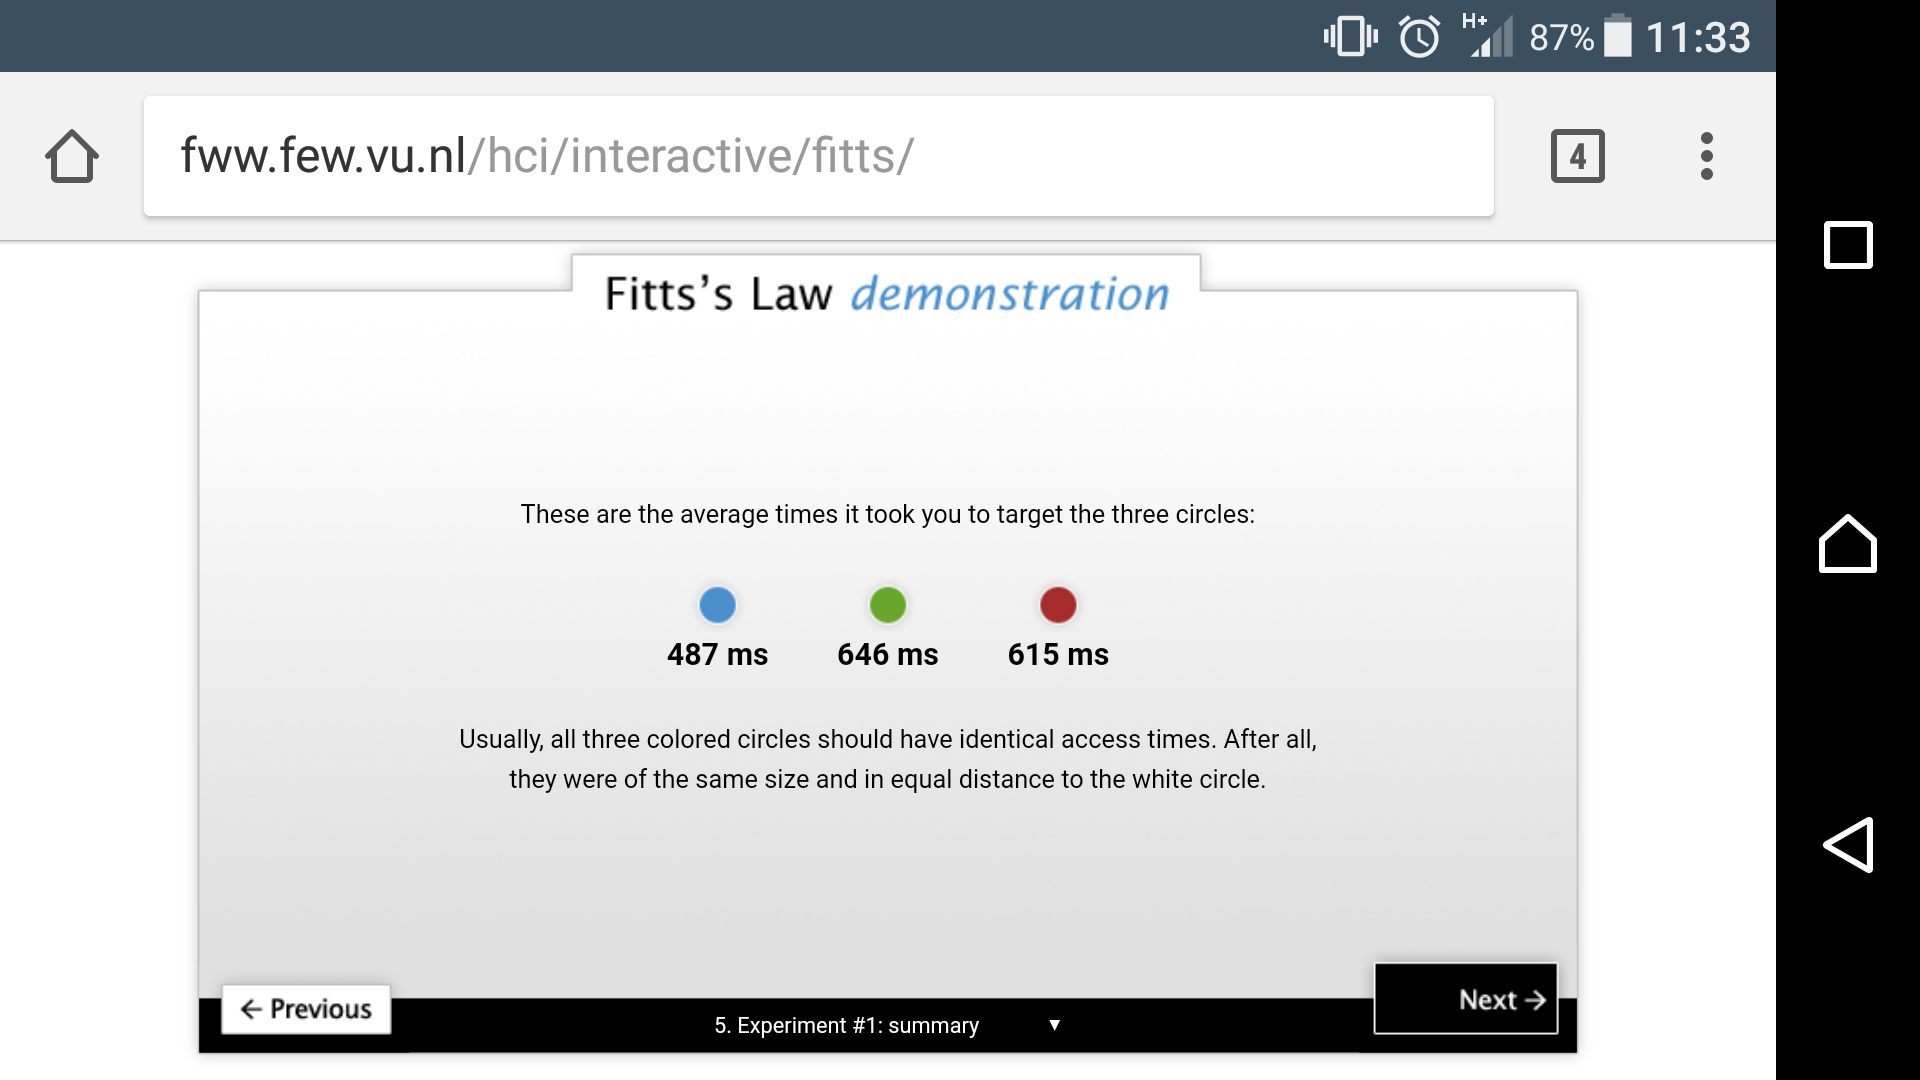 H+ 87% 11:33
fww.few.vu.nl/hci/interactive/fitts/
4
Fitts's Law demonstration
These are the average times it took you to target the three circles:
487 ms 646 ms 615 ms
Usually, all three colored circles should have identical access times. After all,
they were of the same size and in equal distance to the white circle.
← Previous
5. Experiment #1: summary ▼
Next →